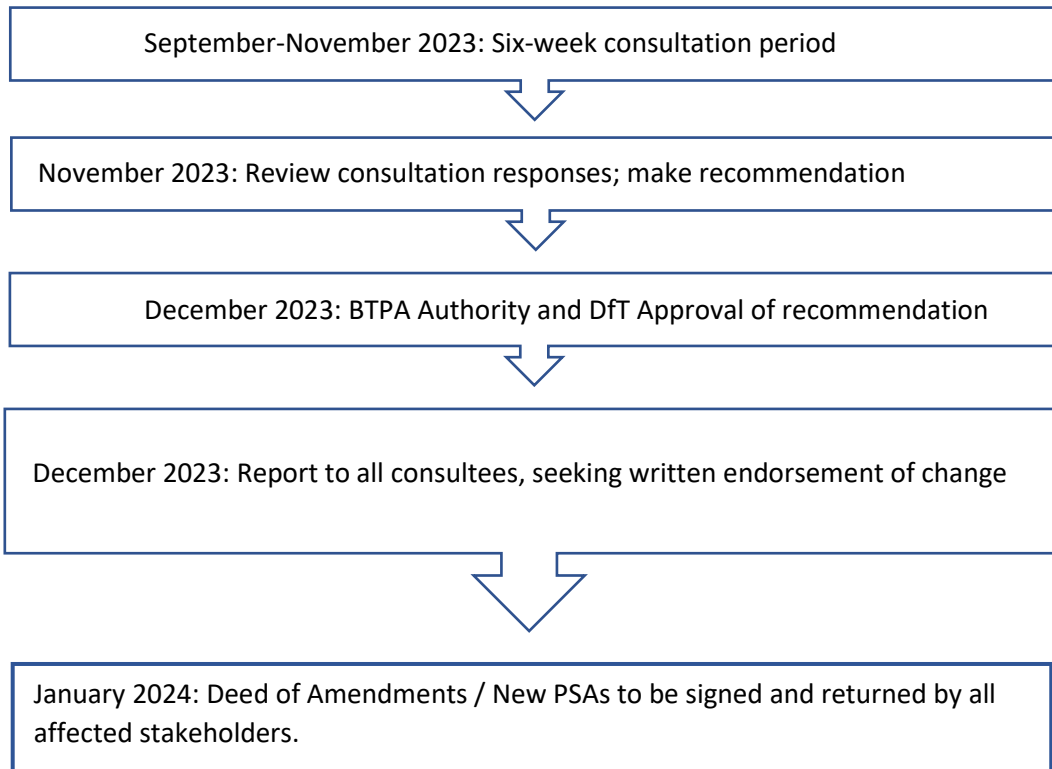 September-November 2023: Six-week consultation period
November 2023: Review consultation responses; make recommendation
December 2023: BTPA Authority and DfT Approval of recommendation
December 2023: Report to all consultees, seeking written endorsement of change
January 2024: Deed of Amendments / New PSAs to be signed and returned by all
affected stakeholders.